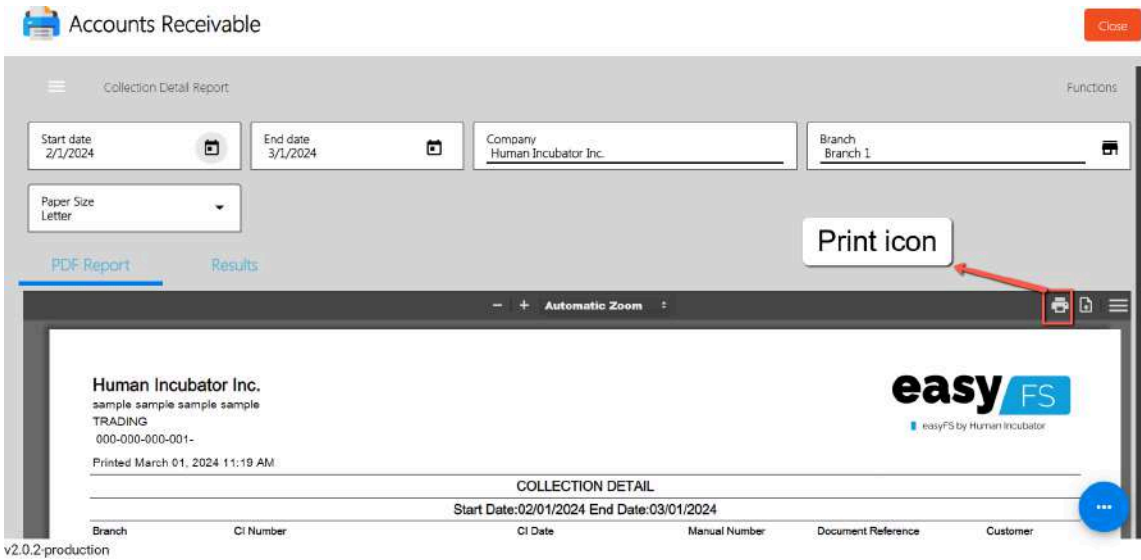 Accounts Receivable
Close
Collection Detail Report
Functions
Start date
2/1/2024
End date
3/1/2024
Company
Human Incubator Inc.
Branch
Branch 1
Paper Size
Letter
Print icon
PDF Report Results
− + Automatic Zoom
Human Incubator Inc.
sample sample sample sample
TRADING
000-000-000-001-
Printed March 01, 2024 11:19 AM
easy FS
easyFS by Human Incubator
COLLECTION DETAIL
Start Date:02/01/2024 End Date:03/01/2024
Branch CI Number CI Date Manual Number Document Reference Customer
v2.0.2-production